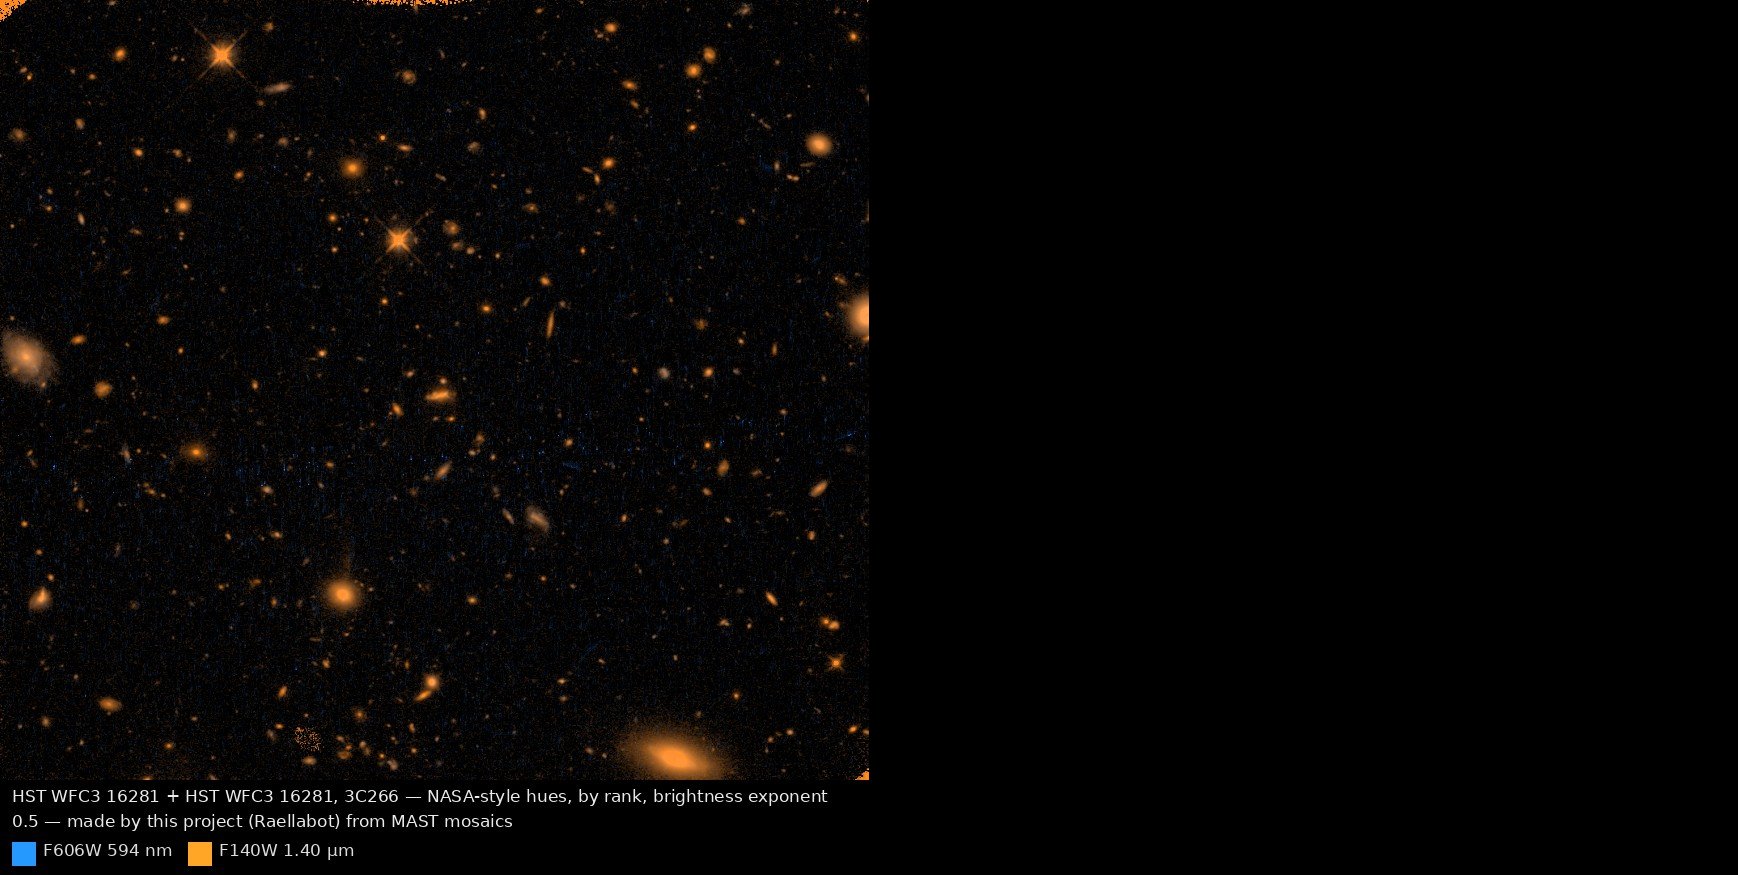 HST WFC3 16281 + HST WFC3 16281, 3C266 — NASA-style hues, by rank, brightness exponent
0.5 — made by this project (Raellabot) from MAST mosaics
F606W 594 nm F140W 1.40 μm